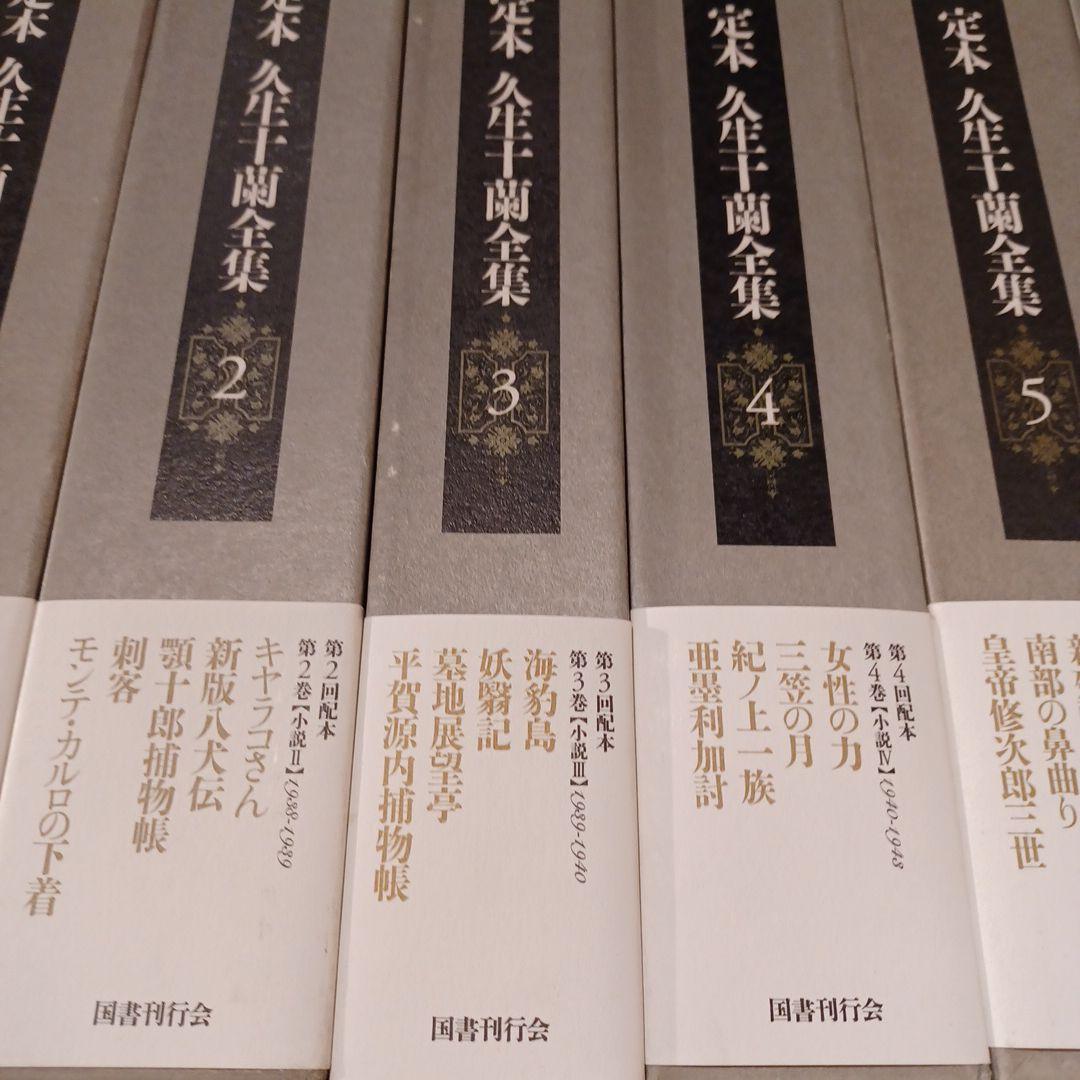 久生十
定本 久生十蘭全集
2
第2回配本
第2巻【小説Ⅱ】1938-1939
キャラコさん
新版八犬伝
顎十郎捕物帳
刺客
モンテ・カルロの下着
国書刊行会
定本 久生十蘭全集
3
第3回配本
第3巻【小説Ⅲ】1939-1940
海豹島
妖翳記
墓地展望亭
平賀源内捕物帳
国書刊行会
定本 久生十蘭全集
4
第4回配本
第4巻【小説Ⅳ】1940-1943
女性の力
三笠の月
紀ノ上一族
亜墨利加討
国書刊行会
定本 久生十蘭全集
5
南部の鼻曲り
皇帝修次郎三世